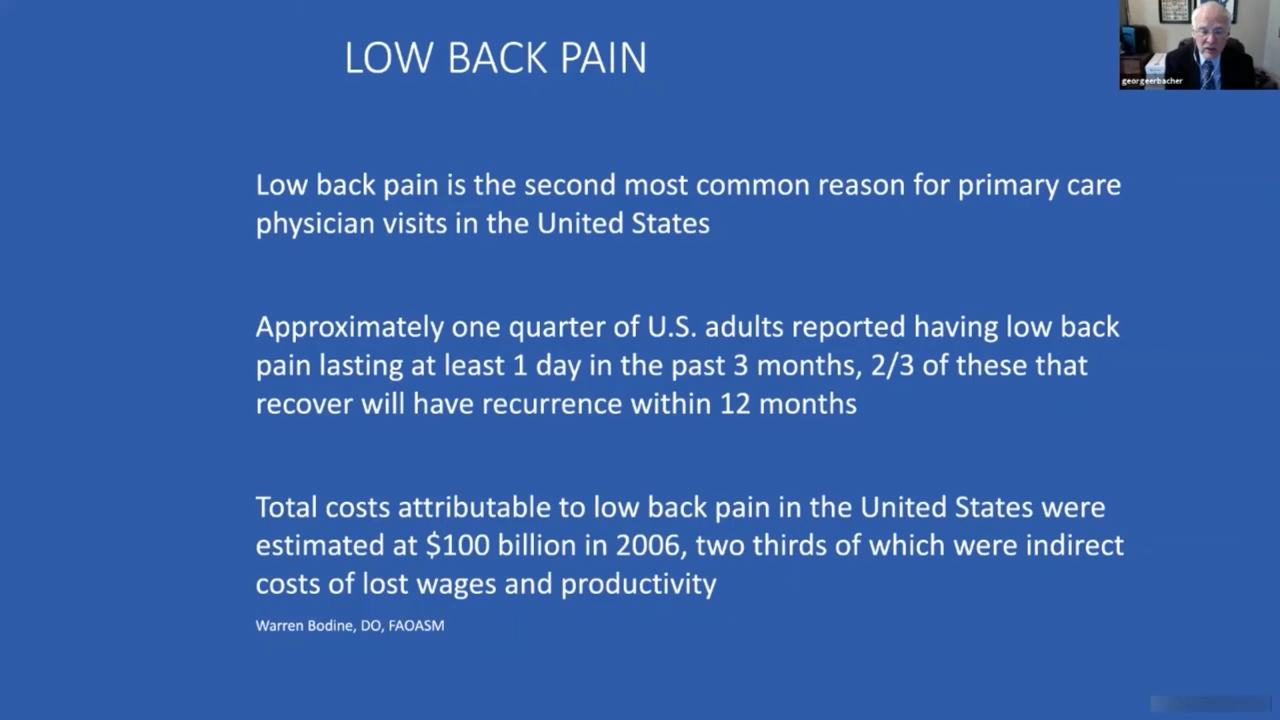 LOW BACK PAIN
georgeerbacher
Low back pain is the second most common reason for primary care
physician visits in the United States
Approximately one quarter of U.S. adults reported having low back
pain lasting at least 1 day in the past 3 months, 2/3 of these that
recover will have recurrence within 12 months
Total costs attributable to low back pain in the United States were
estimated at $100 billion in 2006, two thirds of which were indirect
costs of lost wages and productivity
Warren Bodine, DO, FAOASM